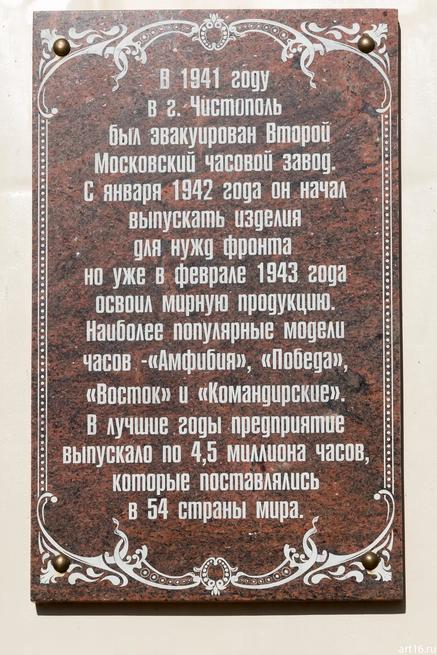 В 1941 году
в г. Чистополь
был эвакуирован Второй
Московский часовой завод.
С января 1942 года он начал
выпускать изделия
для нужд фронта
но уже в феврале 1943 года
освоил мирную продукцию.
Наиболее популярные модели
часов -«Амфибия», «Победа»,
«Восток» и «Командирские».
В лучшие годы предприятие
выпускало по 4,5 миллиона часов,
которые поставлялись
в 54 страны мира.
art16.ru